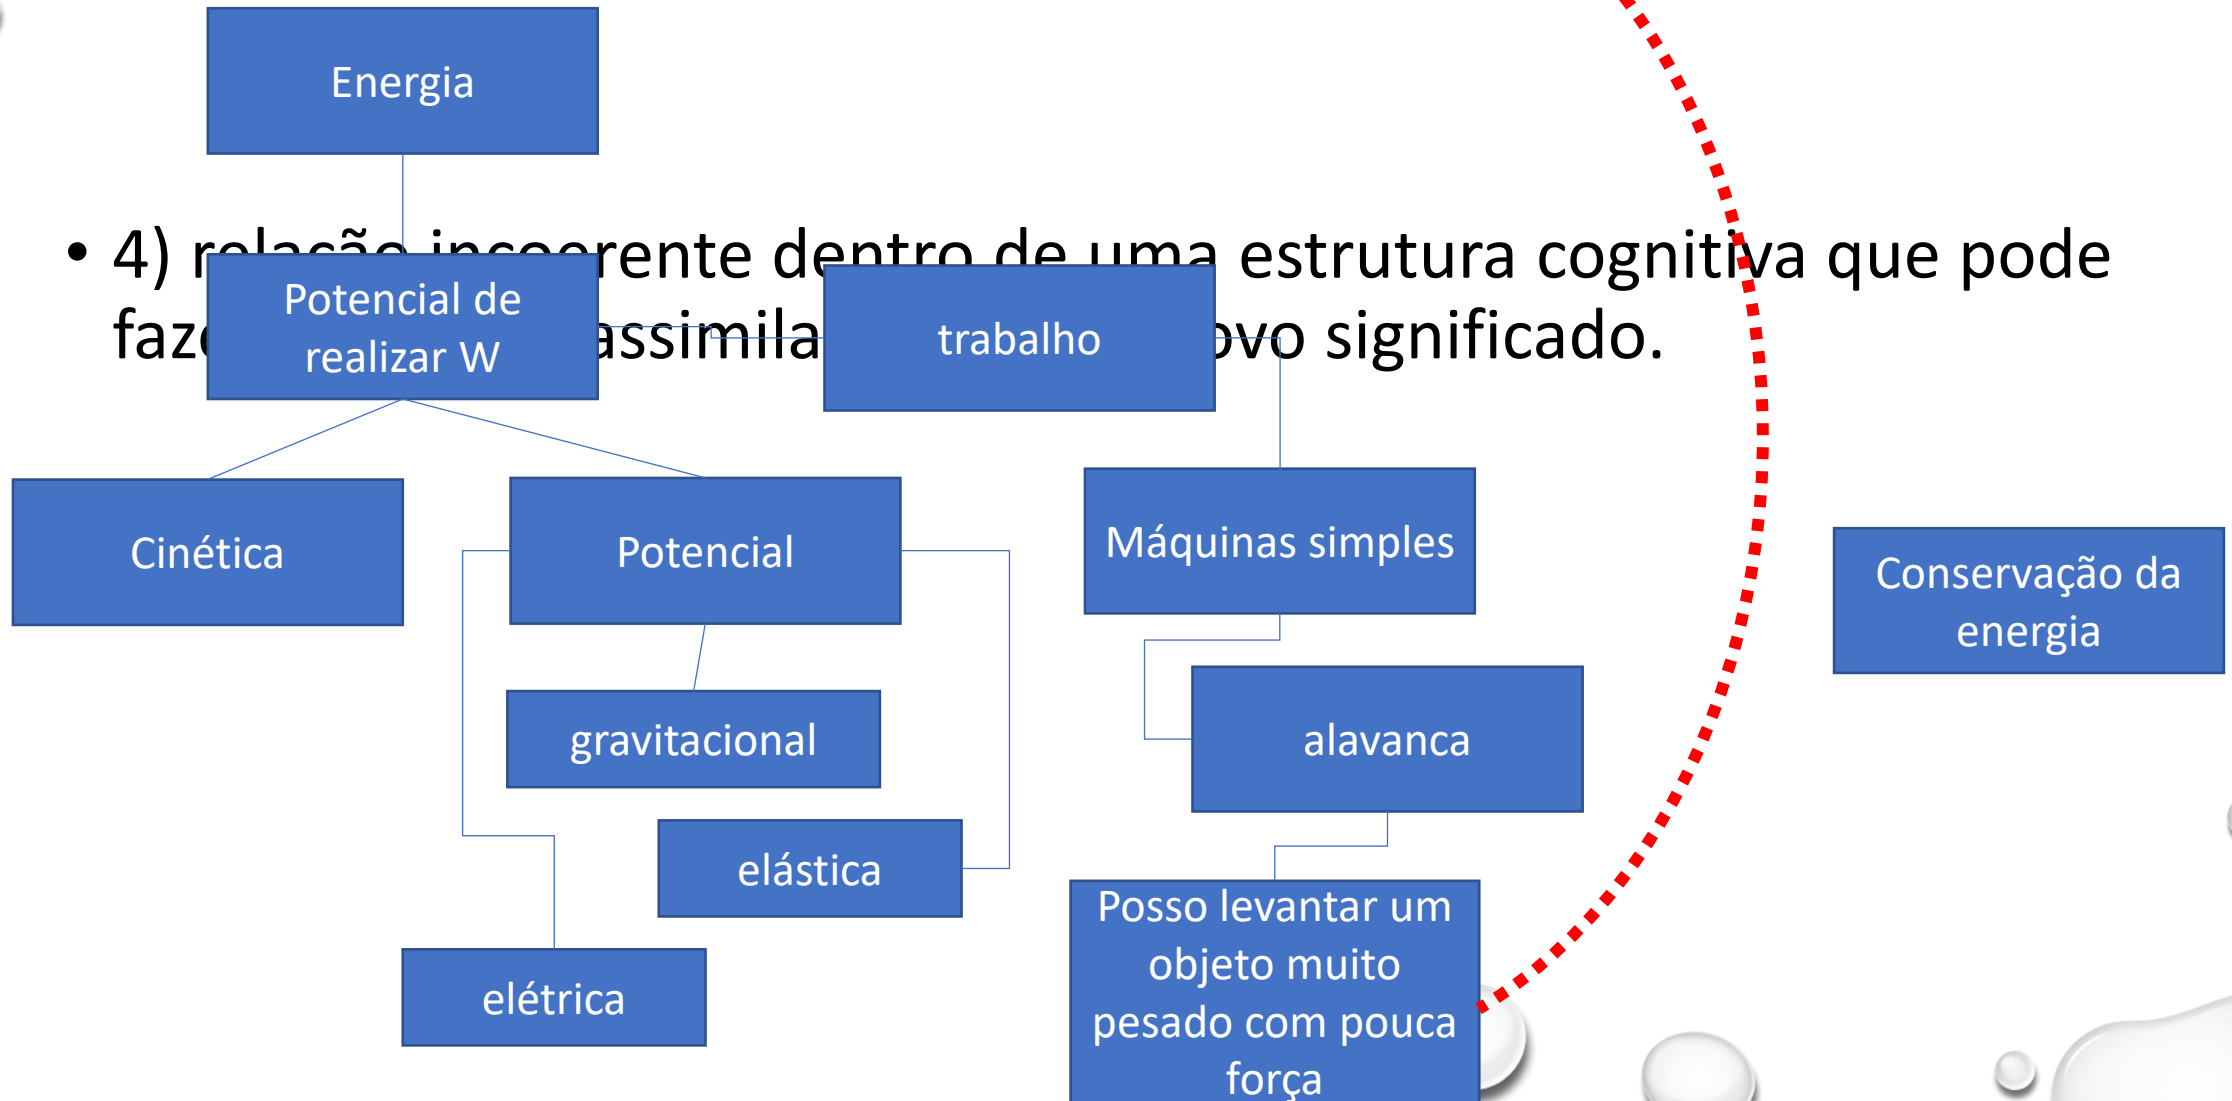 Energia
• 4) relação incoerente dentro de uma estrutura cognitiva que pode
assimila significado.
Potencial de
realizar W
trabalho
Cinética
Potencial
Máquinas simples
Conservação da
energia
gravitacional
alavanca
elástica
elétrica
Posso levantar um
objeto muito
pesado com pouca
força